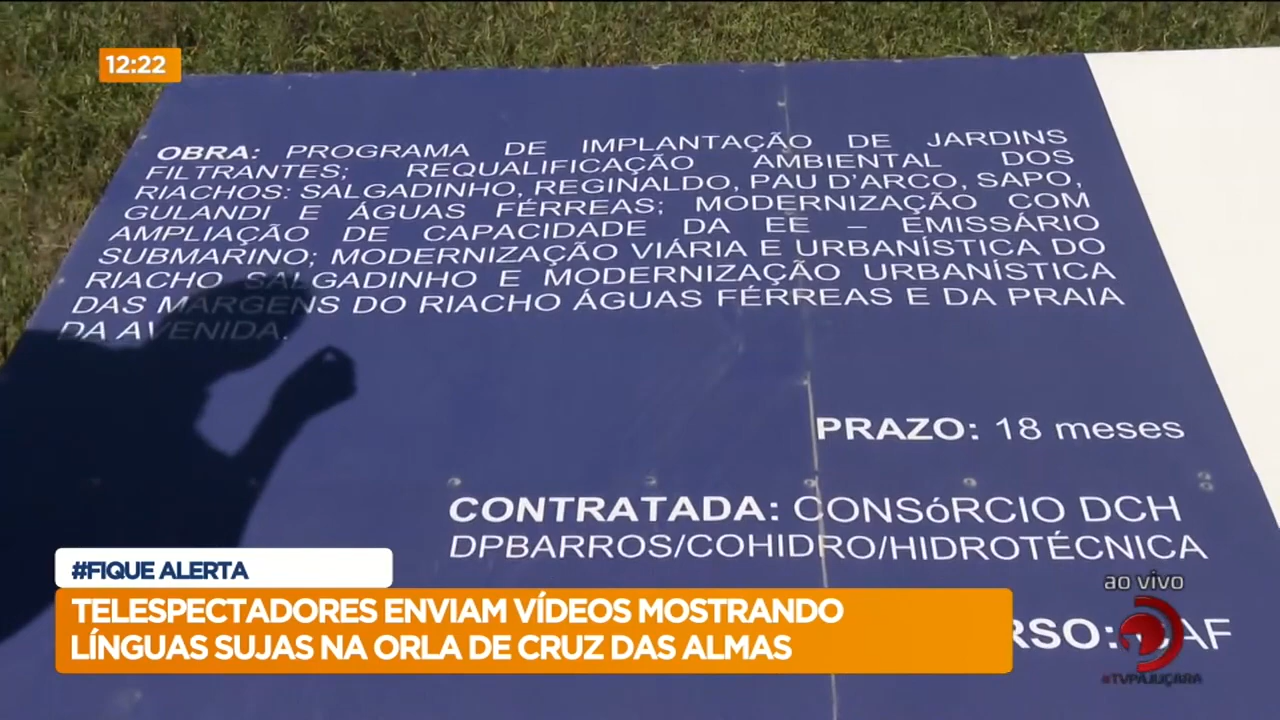 12:22
OBRA: PROGRAMA DE IMPLANTAÇÃO DE JARDINS
FILTRANTES; REQUALIFICAÇÃO AMBIENTAL DOS
RIACHOS: SALGADINHO, REGINALDO, PAU D'ARCO, SAPO,
GULANDI E ÁGUAS FÉRREAS; MODERNIZAÇÃO COM
AMPLIAÇÃO DE CAPACIDADE DA EE – EMISSÁRIO
SUBMARINO; MODERNIZAÇÃO VIÁRIA E URBANÍSTICA DO
RIACHO SALGADINHO E MODERNIZAÇÃO URBANÍSTICA
DAS MARGENS DO RIACHO ÁGUAS FÉRREAS E DA PRAIA
DA AVENIDA.
PRAZO: 18 meses
CONTRATADA: CONSóRCIO DCH
DPBARROS/COHIDRO/HIDROTÉCNICA
#FIQUE ALERTA
TELESPECTADORES ENVIAM VÍDEOS MOSTRANDO
LÍNGUAS SUJAS NA ORLA DE CRUZ DAS ALMAS
ao vivo
#TVPAJUÇARA